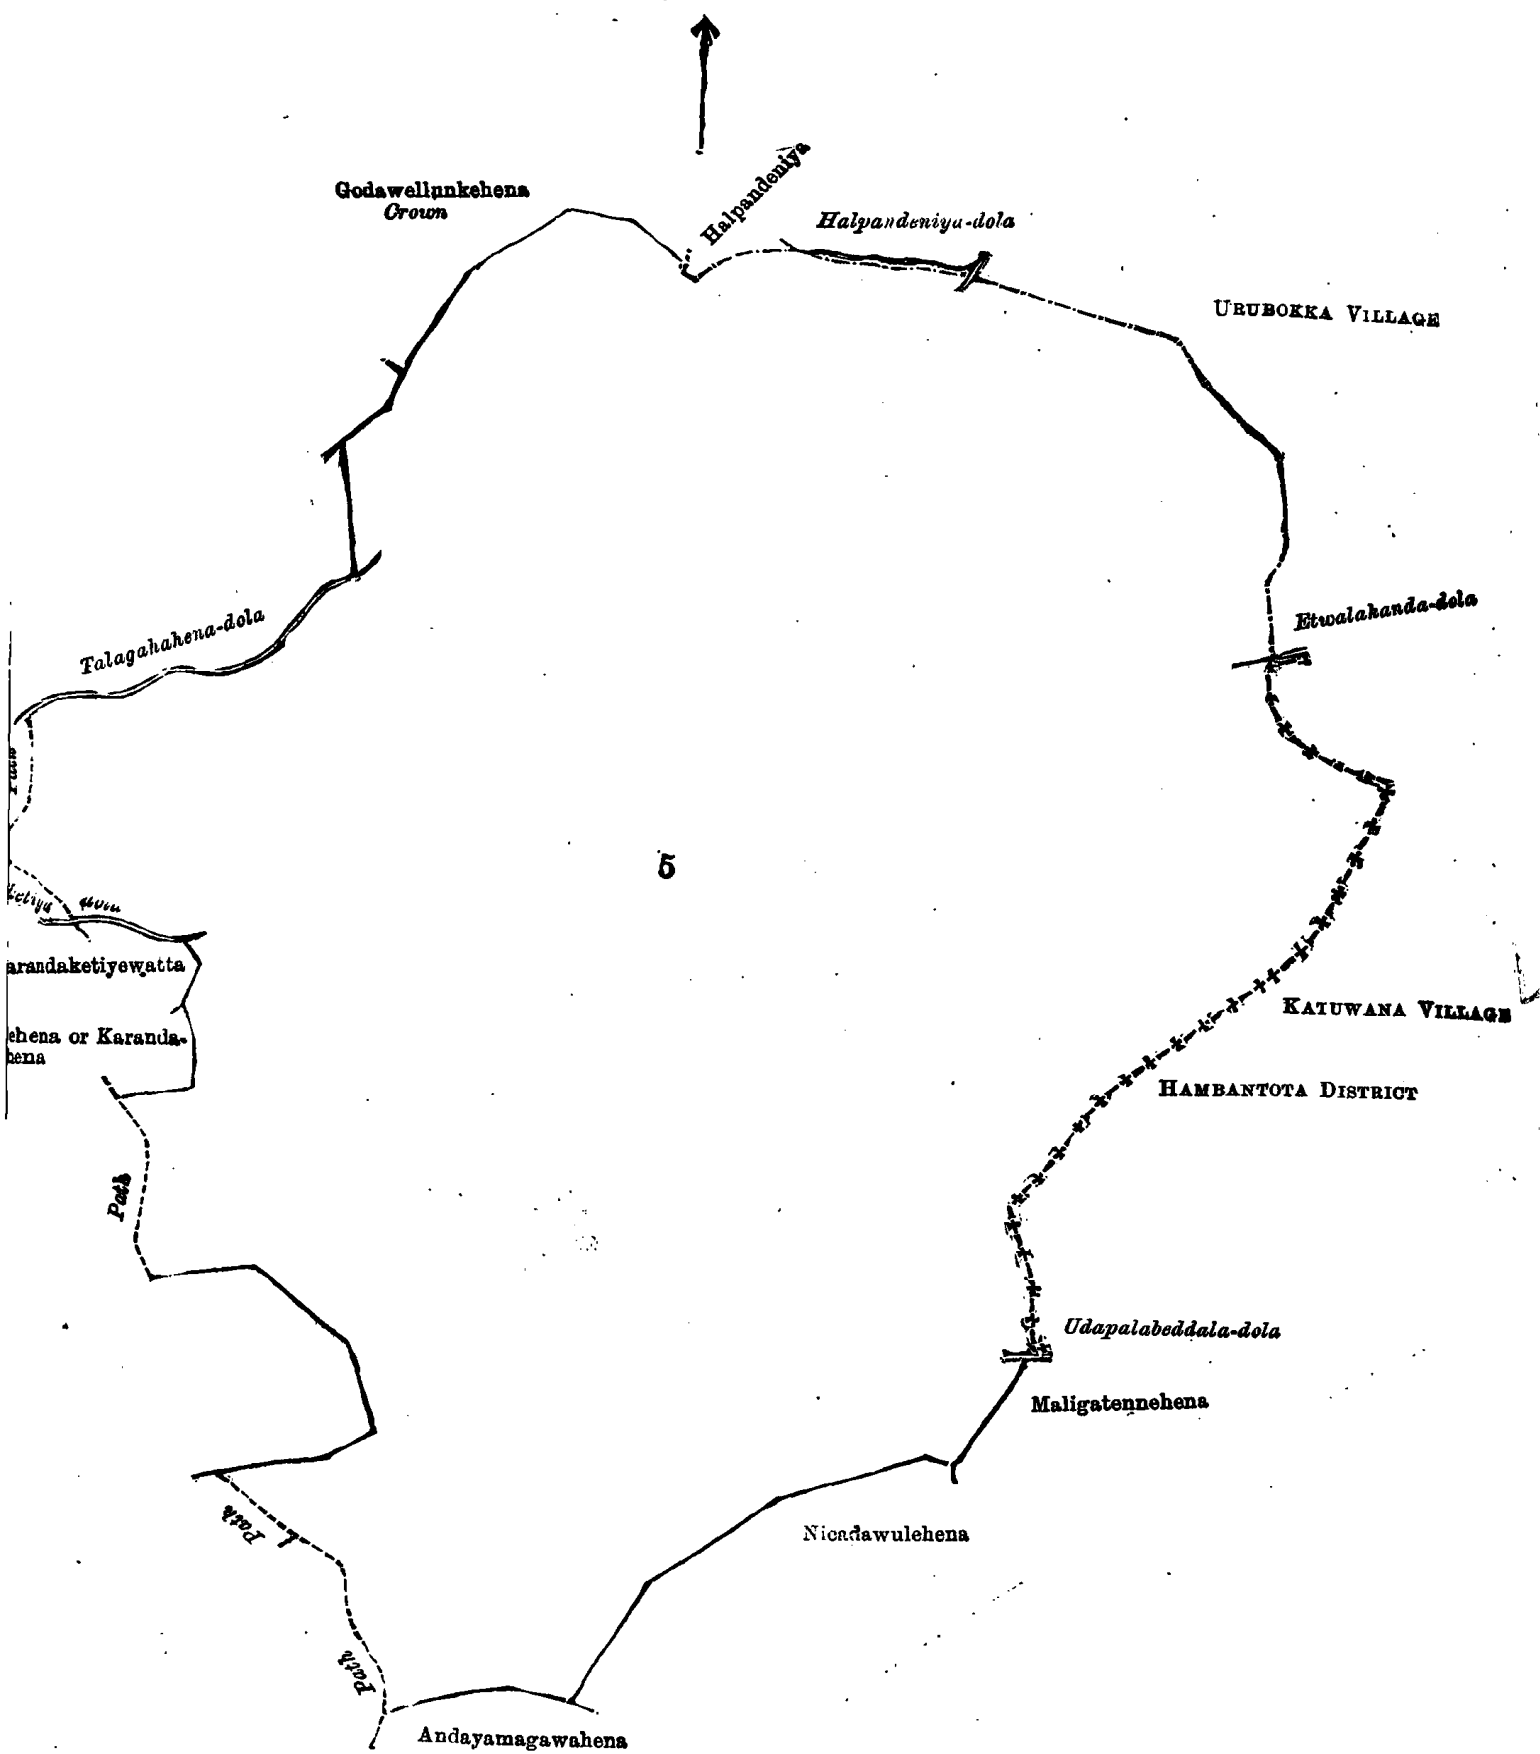 Halpandeniya
Godawellunkehena
Crown
Halpandeniya-dola
URUBOKKA VILLAGE
Etwalakanda-dola
Talagahahena-dola
5
arandaketiyewatta
KATUWANA VILLAGE
ehena or Karanda-
hena
HAMBANTOTA DISTRICT
Path
Udapalabeddala-dola
Maligatennehena
Path
Nicadawulehena
Path
Andayamagawahena